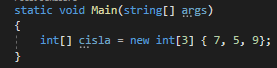 static void Main(string[] args)
{
int[] cisla = new int[3] { 7, 5, 9};
}